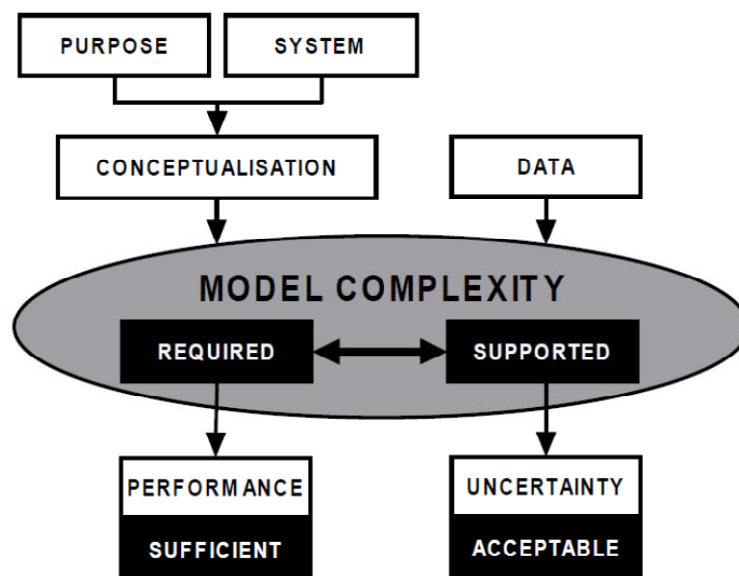 PURPOSE SYSTEM
CONCEPTUALISATION DATA
MODEL COMPLEXITY
REQUIRED SUPPORTED
PERFORMANCE UNCERTAINTY
SUFFICIENT ACCEPTABLE